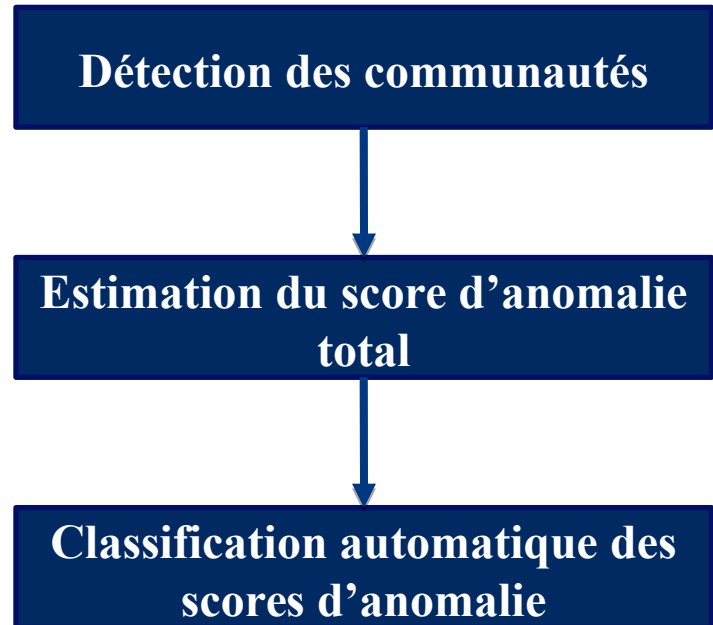 Détection des communautés
Estimation du score d’anomalie
total
Classification automatique des
scores d’anomalie